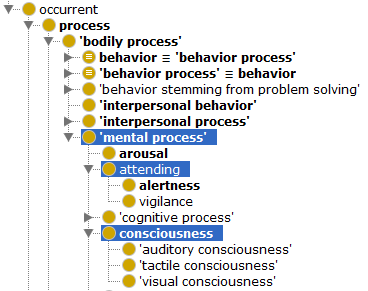 occurrent
process
'bodily process'
behavior ≡ 'behavior process'
'behavior process' ≡ behavior
'behavior stemming from problem solving'
'interpersonal behavior'
'interpersonal process'
'mental process'
arousal
attending
alertness
vigilance
'cognitive process'
consciousness
'auditory consciousness'
'tactile consciousness'
'visual consciousness'